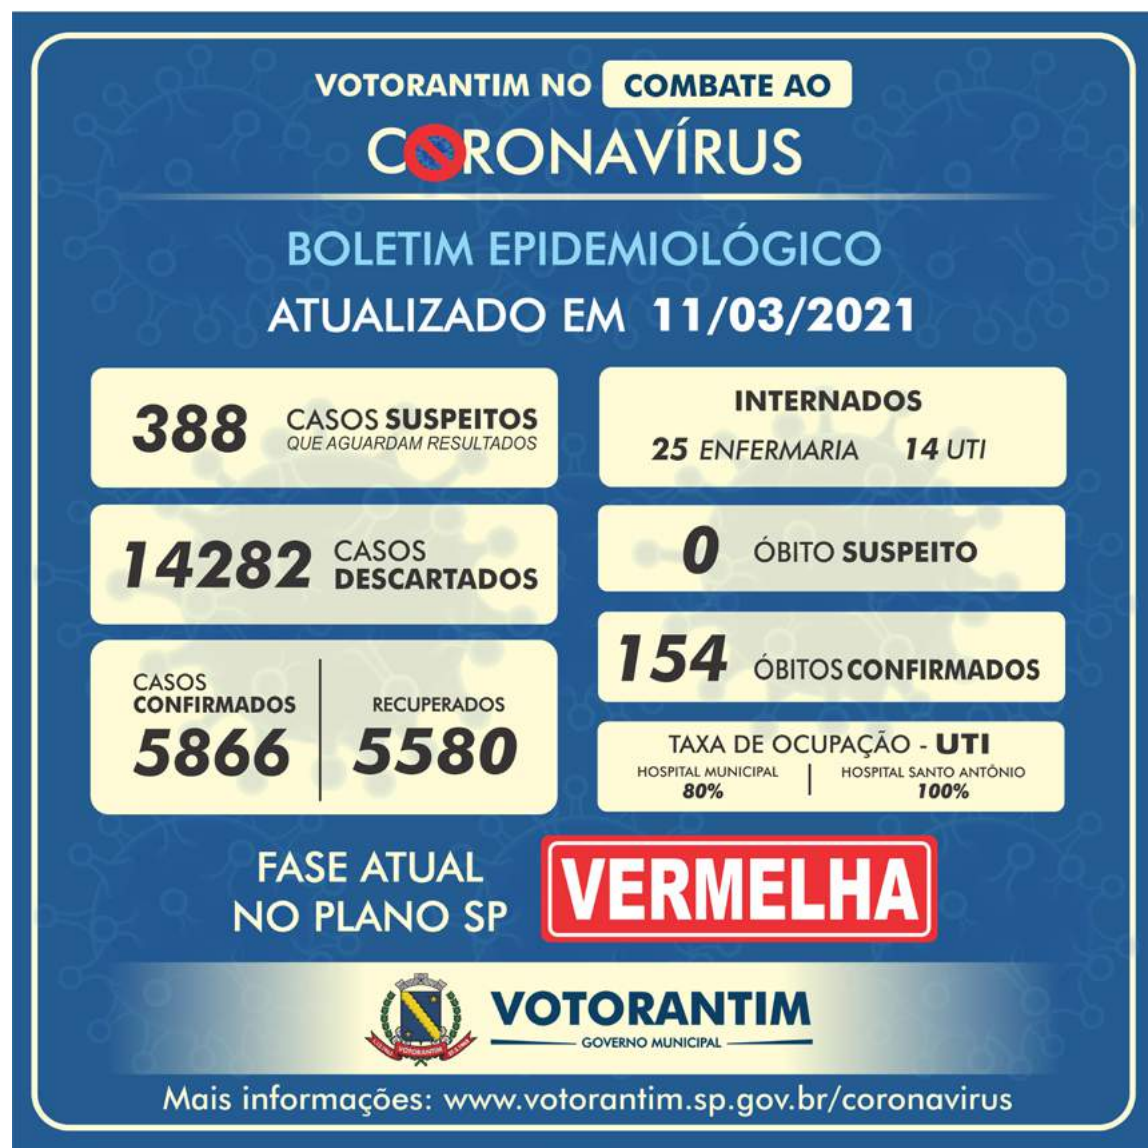 VOTORANTIM NO COMBATE AO
CORONAVÍRUS
BOLETIM EPIDEMIOLÓGICO
ATUALIZADO EM 11/03/2021
388 CASOS SUSPEITOS
QUE AGUARDAM RESULTADOS
14282 CASOS
DESCARTADOS
CASOS
CONFIRMADOS
5866
RECUPERADOS
5580
INTERNADOS
25 ENFERMARIA 14 UTI
0 ÓBITO SUSPEITO
154 ÓBITOS CONFIRMADOS
TAXA DE OCUPAÇÃO - UTI
HOSPITAL MUNICIPAL
80%
HOSPITAL SANTO ANTÔNIO
100%
FASE ATUAL
NO PLANO SP
VERMELHA
VOTORANTIM
VOTORANTIM
GOVERNO MUNICIPAL
Mais informações: www.votorantim.sp.gov.br/coronavirus